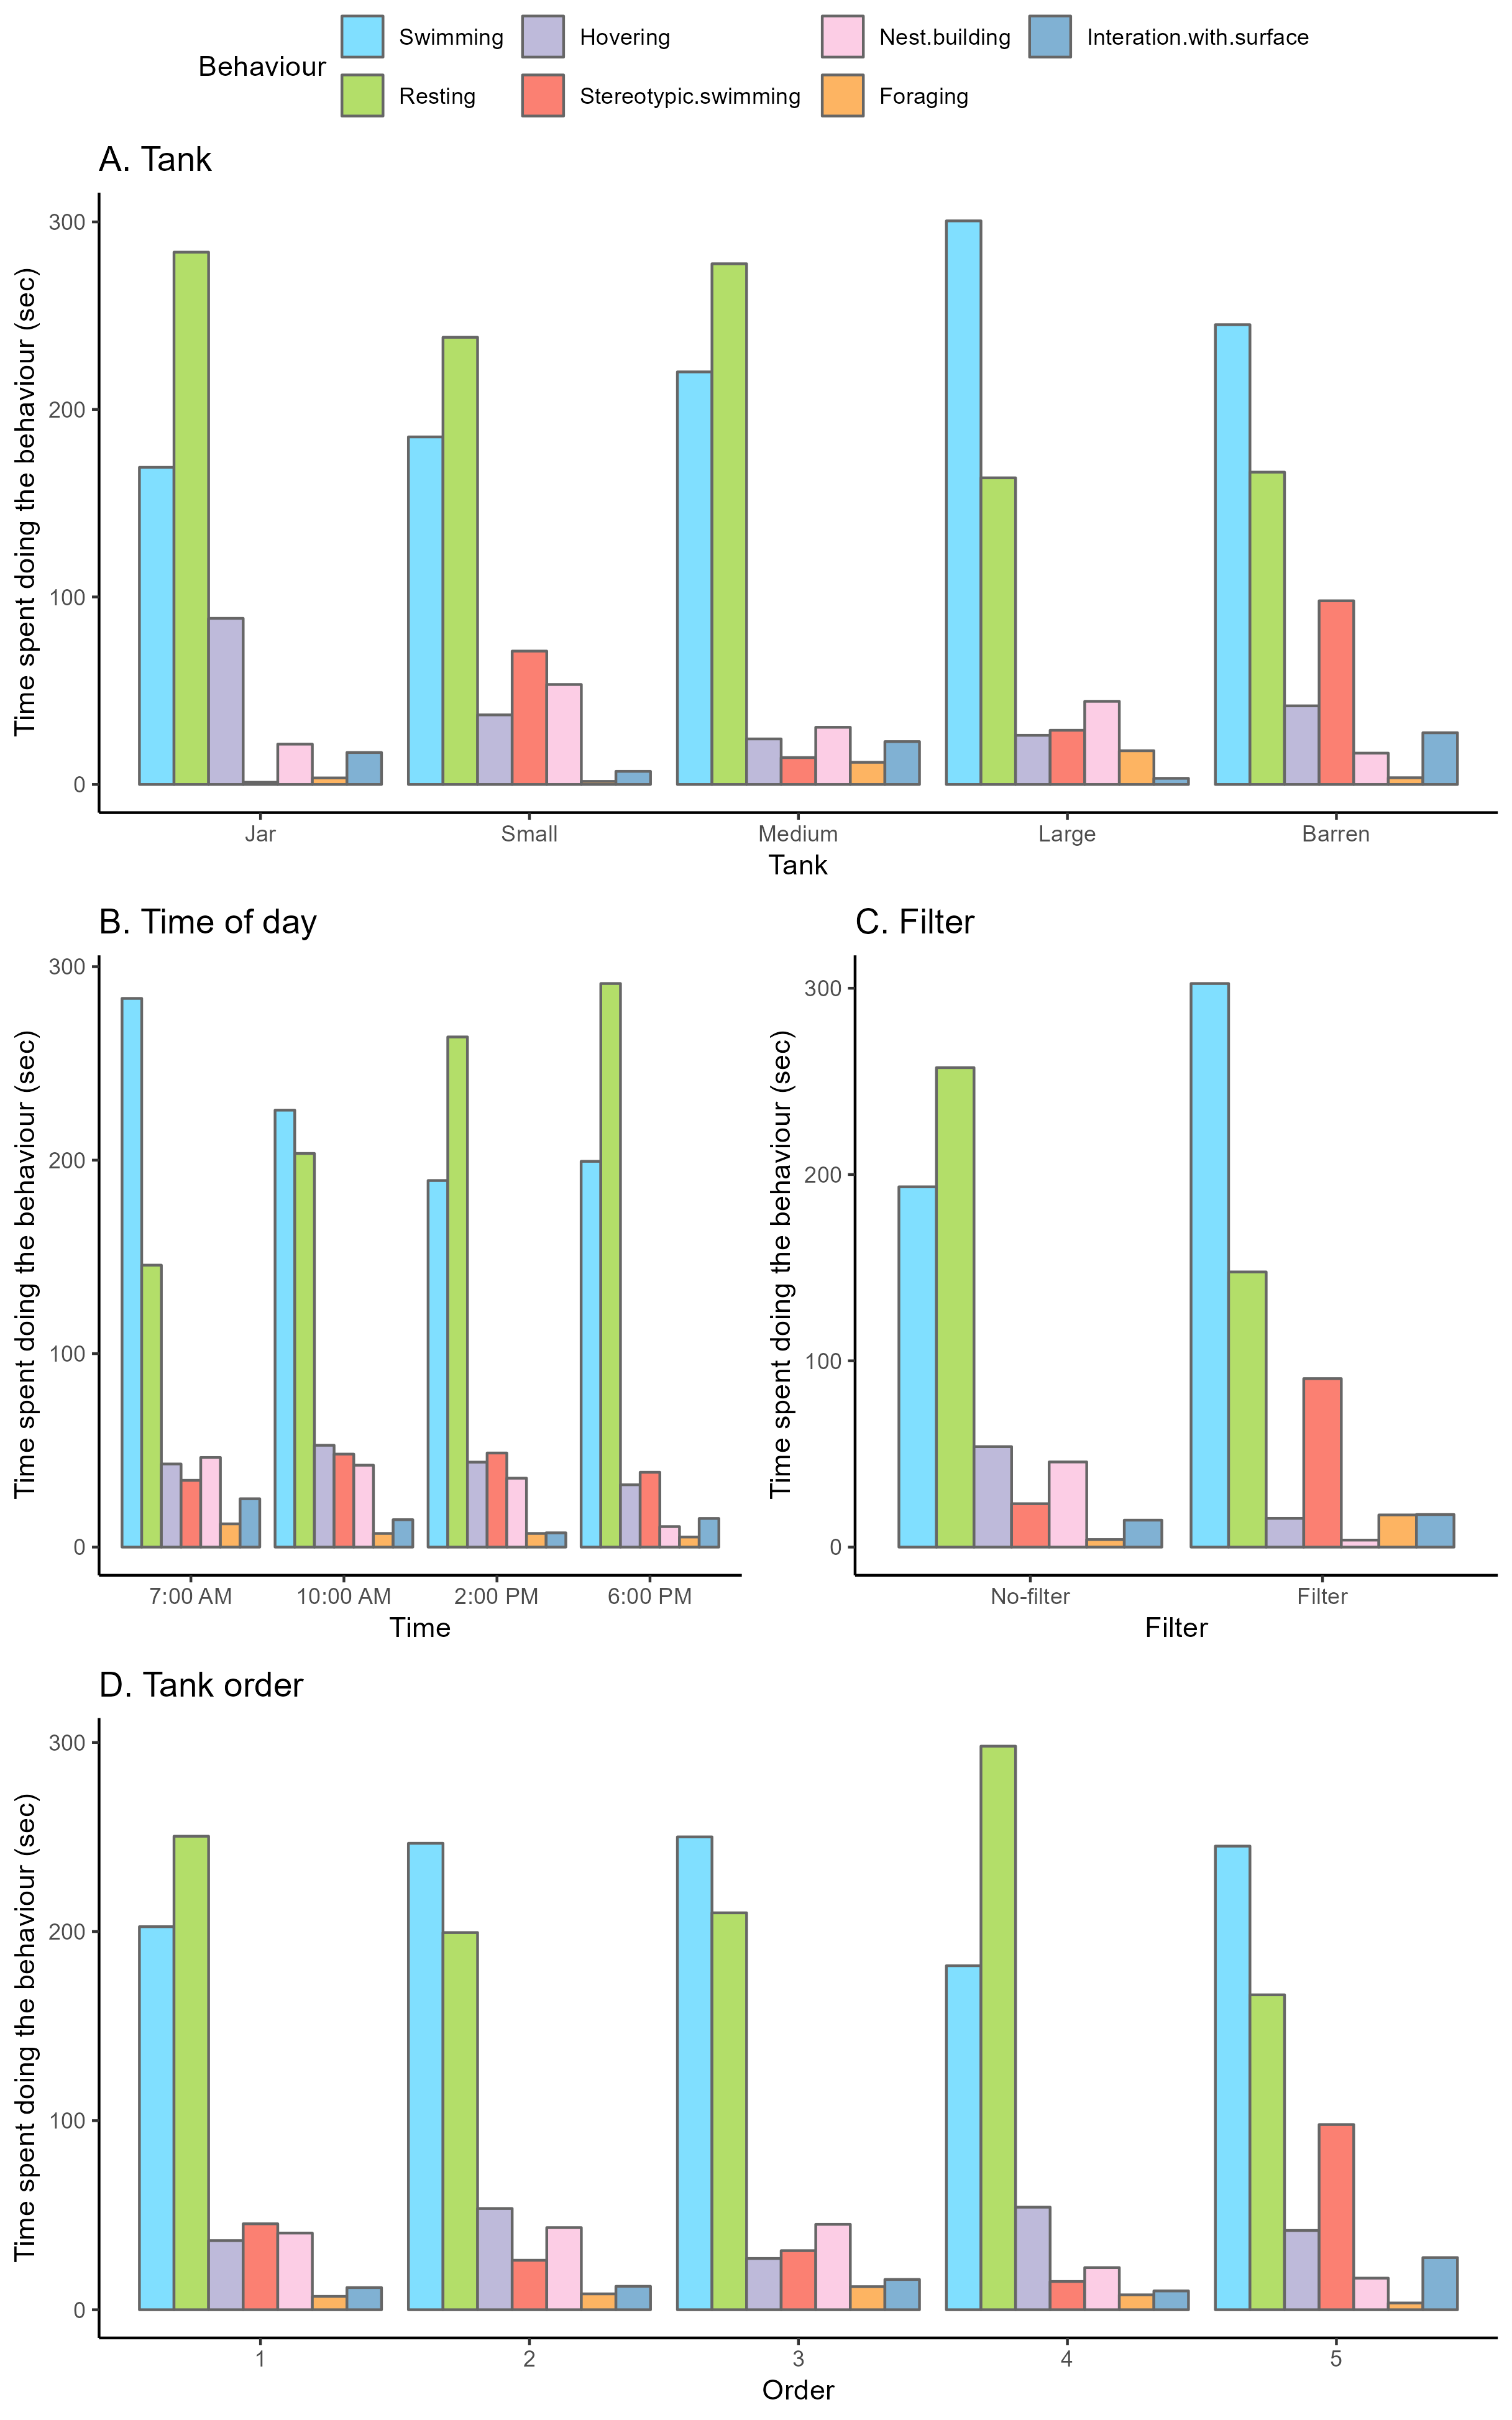 Behaviour
Swimming Hovering Nest.building Interation.with.surface
Resting Stereotypic.swimming Foraging
A. Tank
Time spent doing the behaviour (sec)
300
200
100
0
Jar Small Medium Large Barren
Tank
B. Time of day
Time spent doing the behaviour (sec)
300
200
100
0
7:00 AM 10:00 AM 2:00 PM 6:00 PM
Time
C. Filter
Time spent doing the behaviour (sec)
300
200
100
0
No-filter Filter
Filter
D. Tank order
Time spent doing the behaviour (sec)
300
200
100
0
1 2 3 4 5
Order